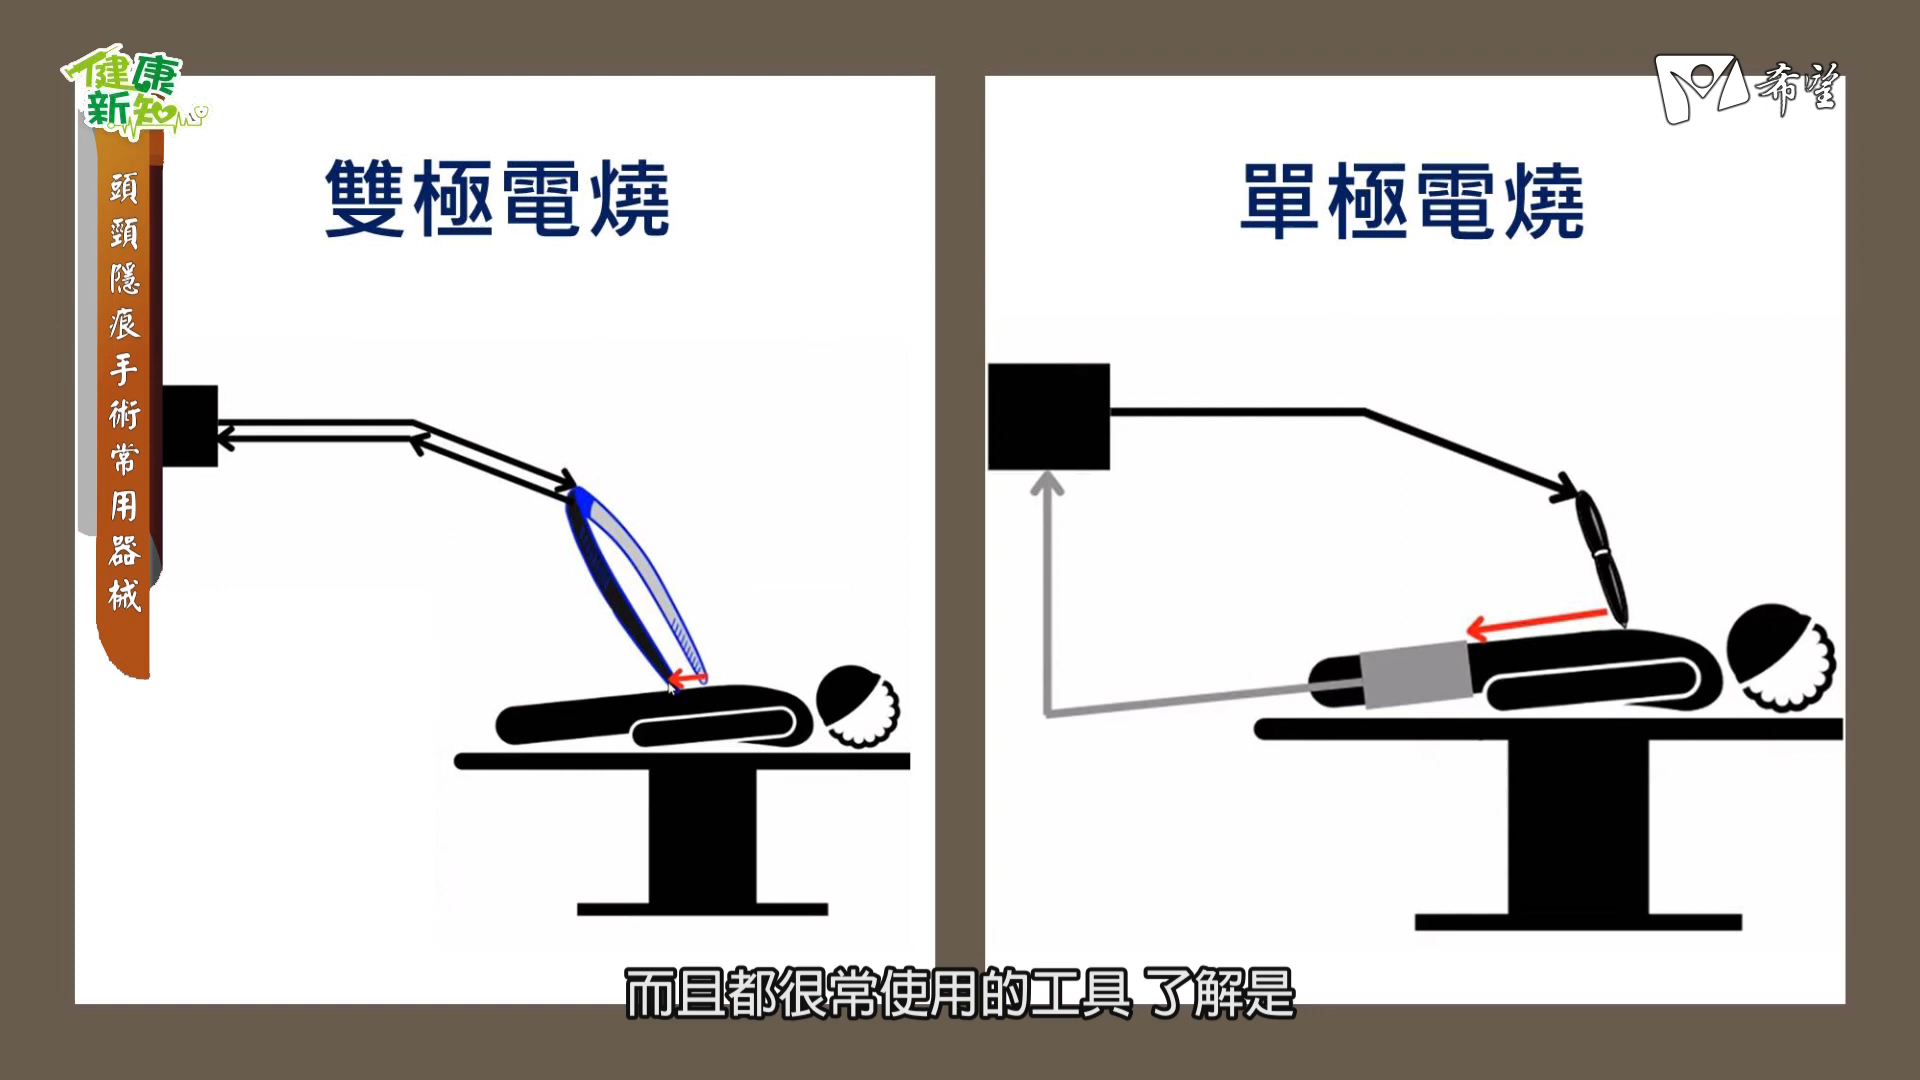 健康
新知
希望
頭頸隱痕手術常用器械
雙極電燒
單極電燒
而且都很常使用的工具 了解是